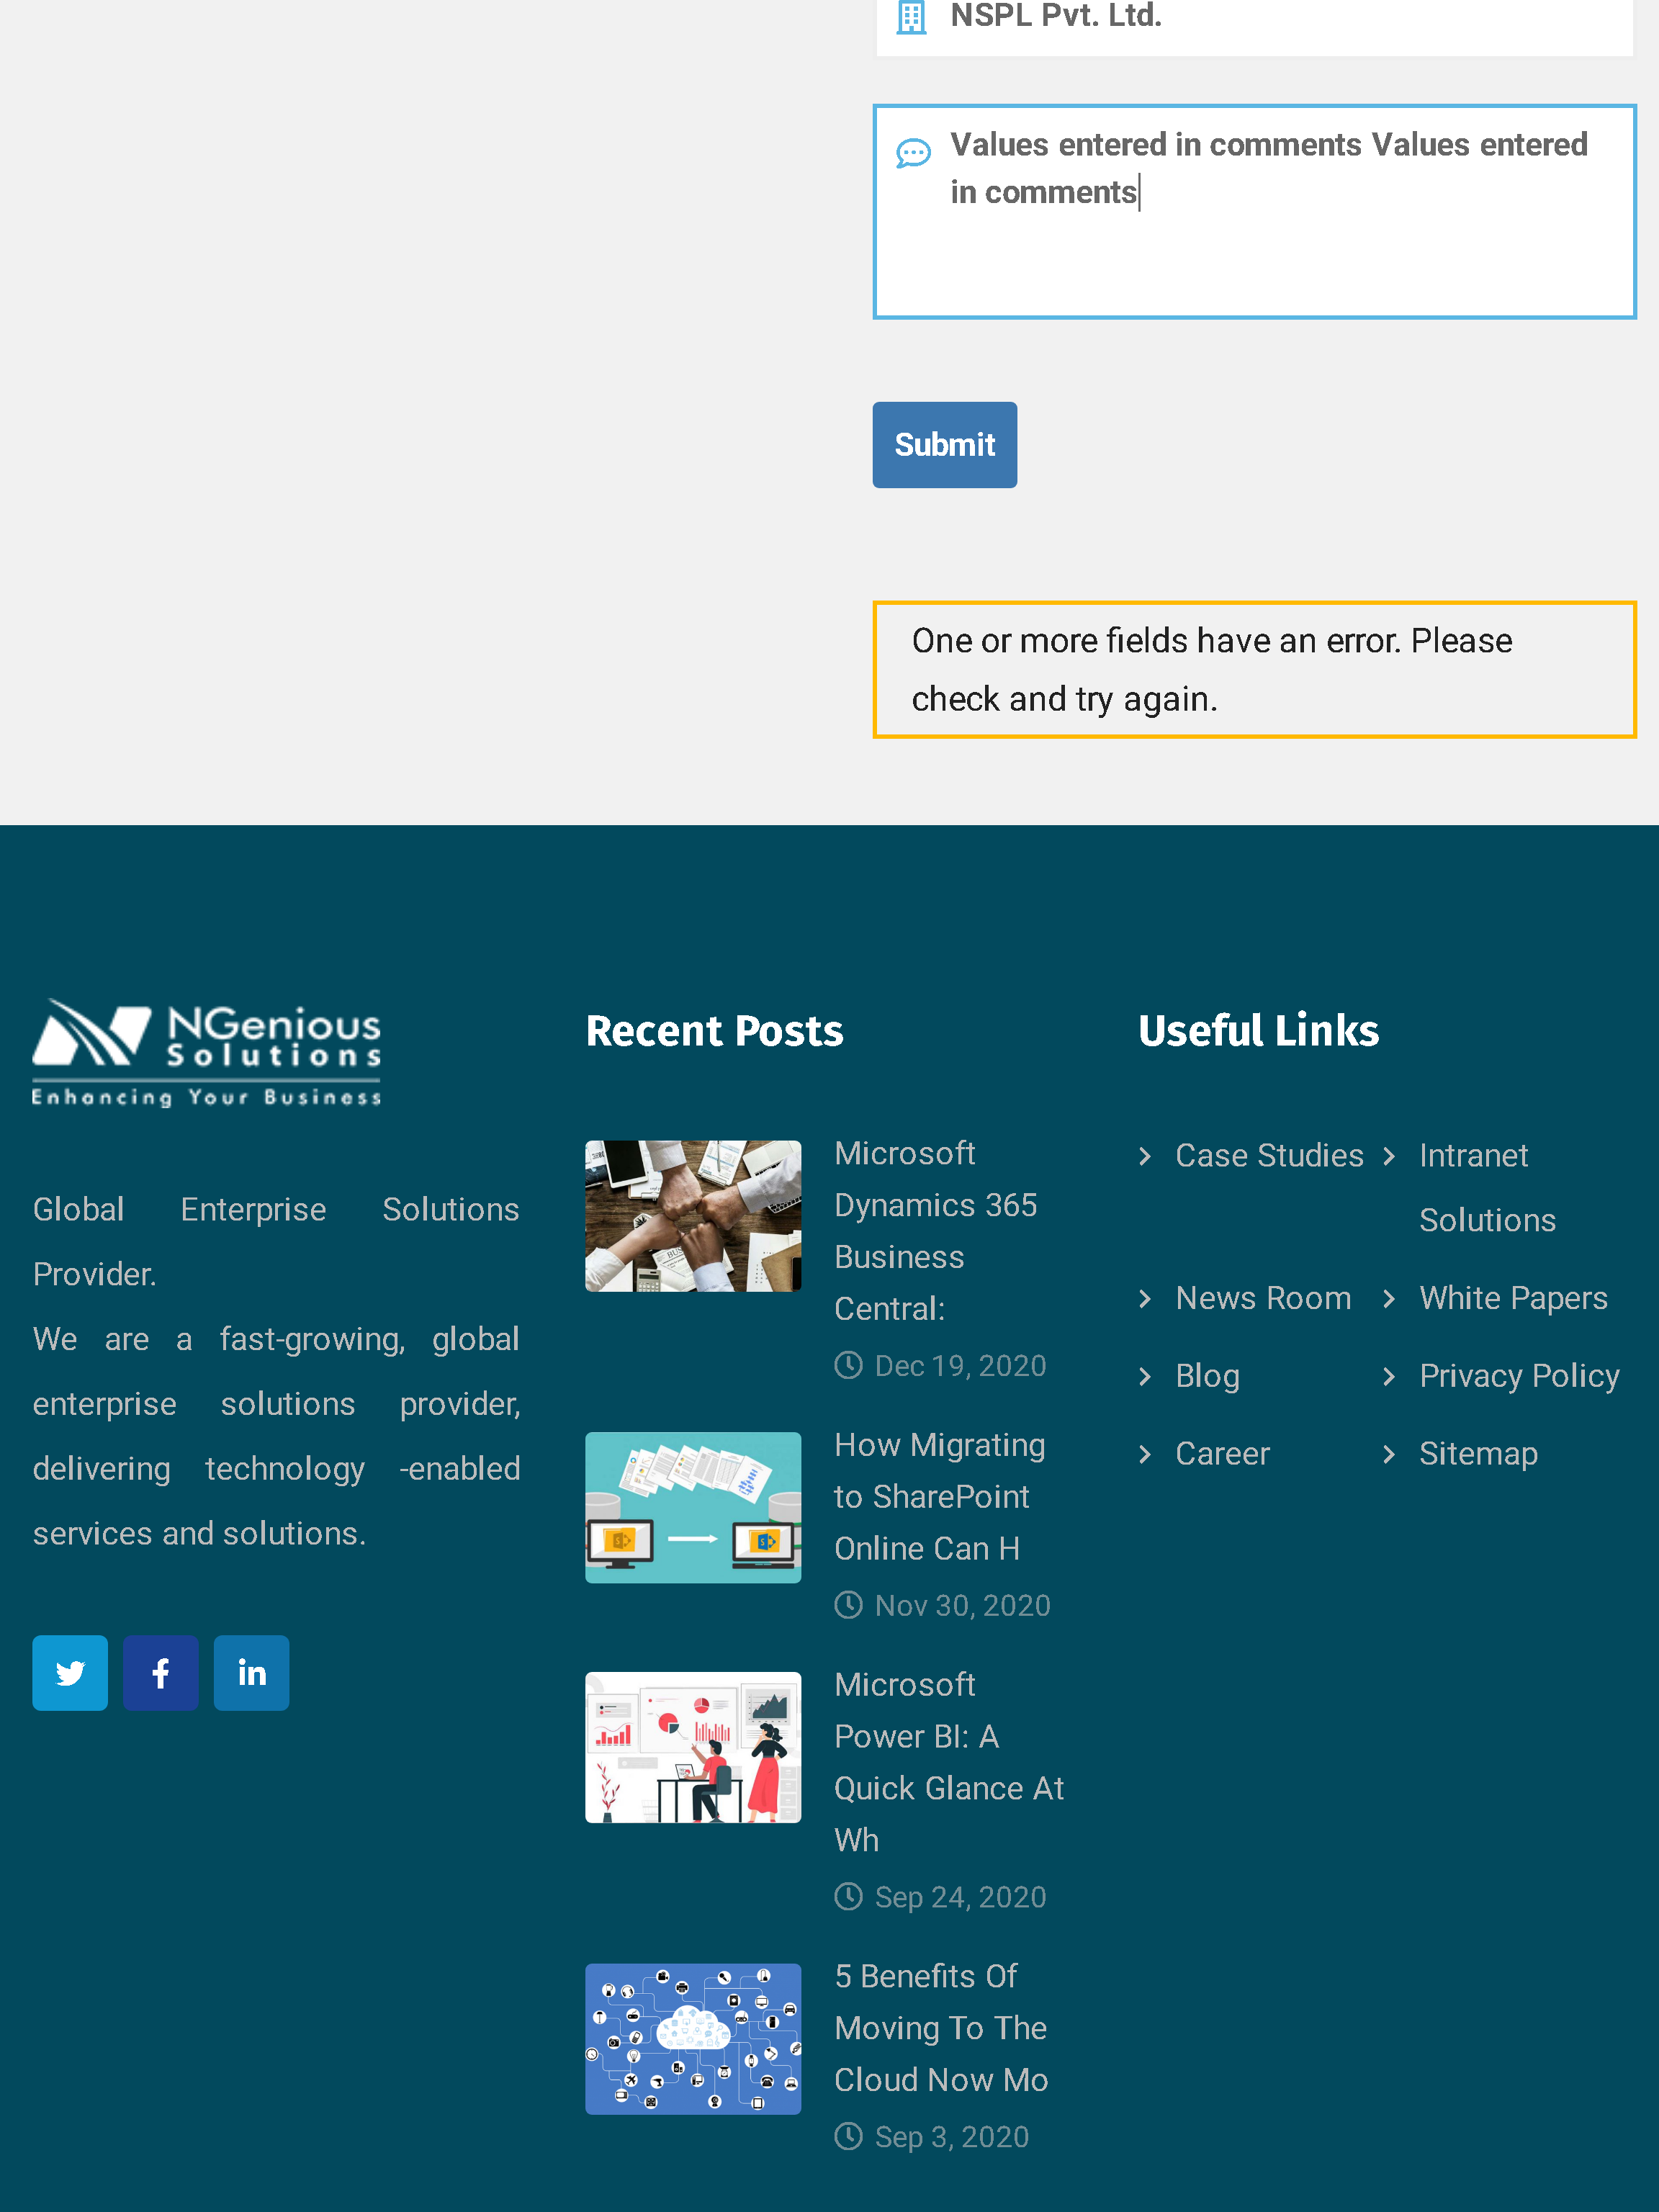 NSPL Pvt. Ltd.
Values entered in comments Values entered
in comments
Submit
One or more fields have an error. Please
check and try again.
NGenious
Solutions
Enhancing Your Business
Global Enterprise Solutions
Provider.
We are a fast-growing, global
enterprise solutions provider,
delivering technology -enabled
services and solutions.
Recent Posts
Microsoft
Dynamics 365
Business
Central:
Dec 19, 2020
How Migrating
to SharePoint
Online Can H
Nov 30, 2020
Microsoft
Power BI: A
Quick Glance At
Wh
Sep 24, 2020
5 Benefits Of
Moving To The
Cloud Now Mo
Sep 3, 2020
Useful Links
Case Studies
Intranet
Solutions
News Room
White Papers
Blog
Privacy Policy
Career
Sitemap